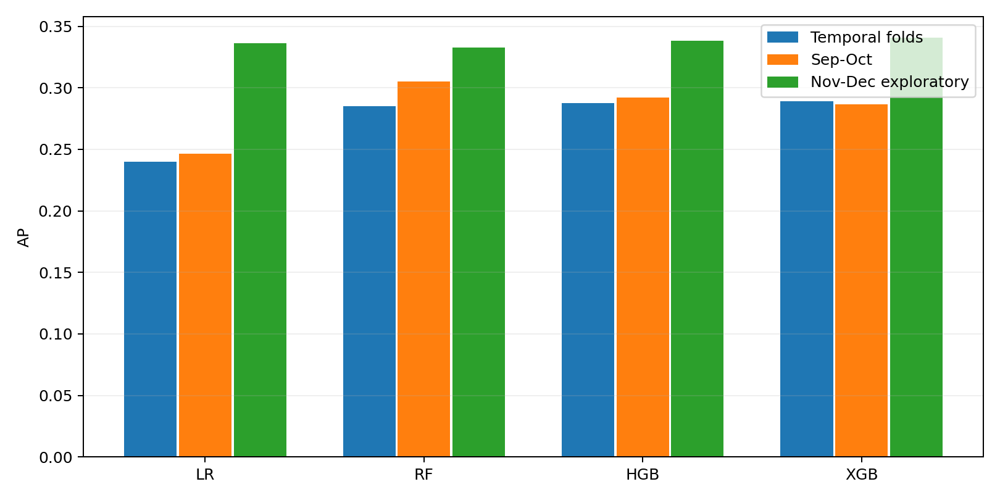 0.35
0.30
0.25
0.20
0.15
0.10
0.05
0.00
AP
Temporal folds
Sep-Oct
Nov-Dec exploratory
LR
RF
HGB
XGB